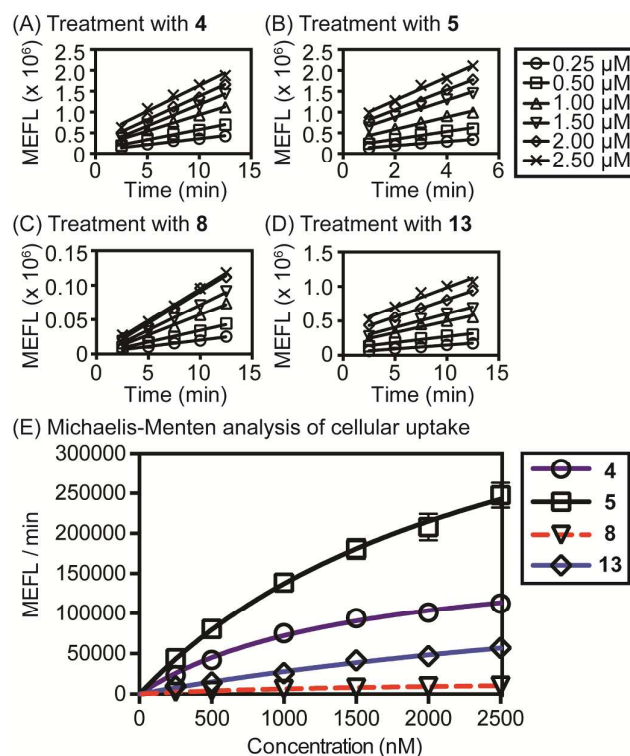 (A) Treatment with 4
(B) Treatment with 5
2.5
2.0
1.5
1.0
0.5
0
MEFL (x 10⁶)
0 5 10 15
Time (min)
2.5
2.0
1.5
1.0
0.5
0
MEFL (x 10⁶)
0 2 4 6
Time (min)
0.25 µM
0.50 µM
1.00 µM
1.50 µM
2.00 µM
2.50 µM
(C) Treatment with 8
(D) Treatment with 13
0.15
0.10
0.05
0
MEFL (x 10⁶)
0 5 10 15
Time (min)
1.5
1.0
0.5
0
MEFL (x 10⁶)
0 5 10 15
Time (min)
(E) Michaelis-Menten analysis of cellular uptake
300000
250000
200000
150000
100000
50000
0
MEFL / min
0 500 1000 1500 2000 2500
Concentration (nM)
4
5
8
13